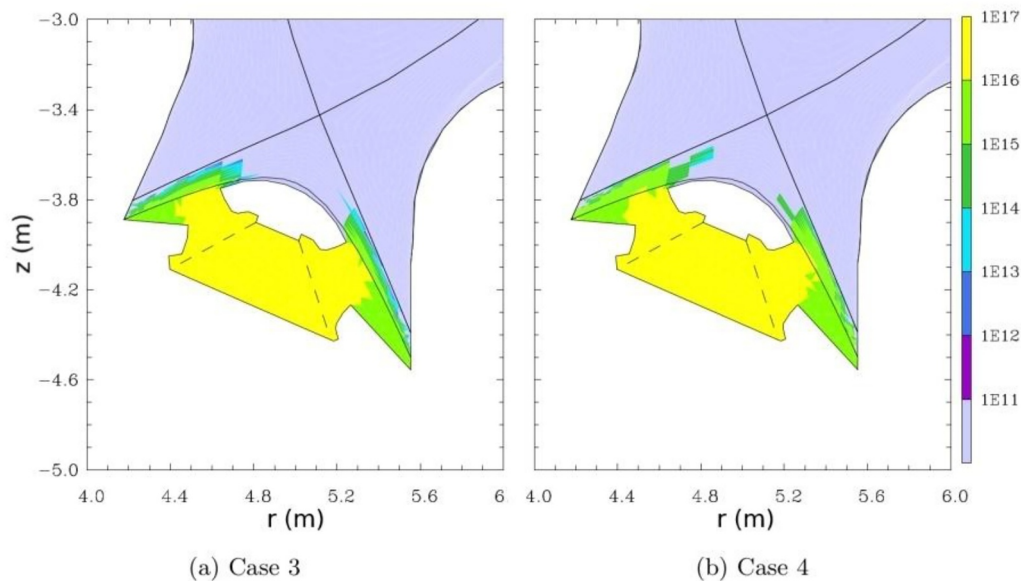 −3.0
−3.4
−3.8
−4.2
−4.6
−5.0
z (m)
4.0 4.4 4.8 5.2 5.6 6.
r (m)
4.0 4.4 4.8 5.2 5.6 6.0
r (m)
1E17
1E16
1E15
1E14
1E13
1E12
1E11
(a) Case 3
(b) Case 4